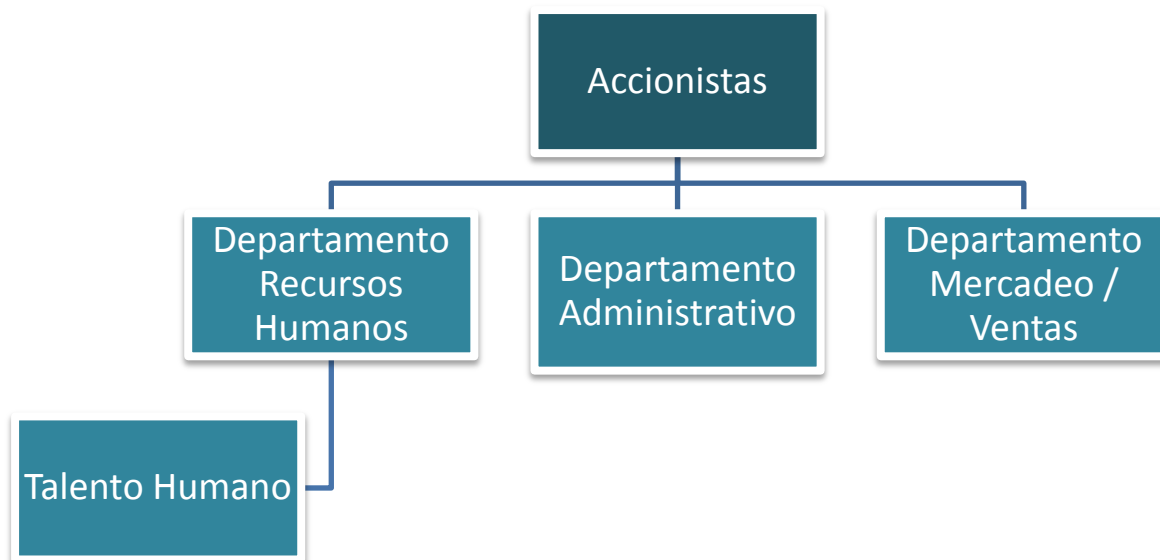 Accionistas
Departamento
Recursos
Humanos
Departamento
Administrativo
Departamento
Mercadeo /
Ventas
Talento Humano